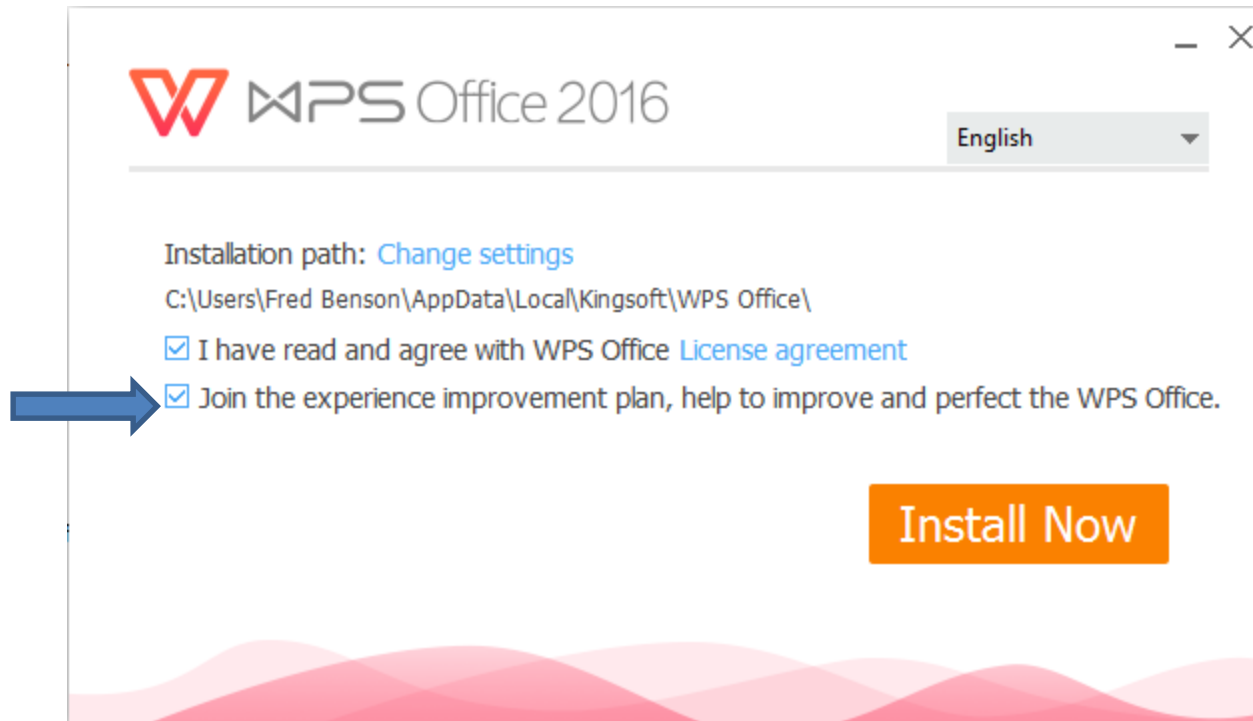 WPS Office 2016
English
Installation path: Change settings
C:\Users\Fred Benson\AppData\Local\Kingsoft\WPS Office\
I have read and agree with WPS Office License agreement
Join the experience improvement plan, help to improve and perfect the WPS Office.
Install Now